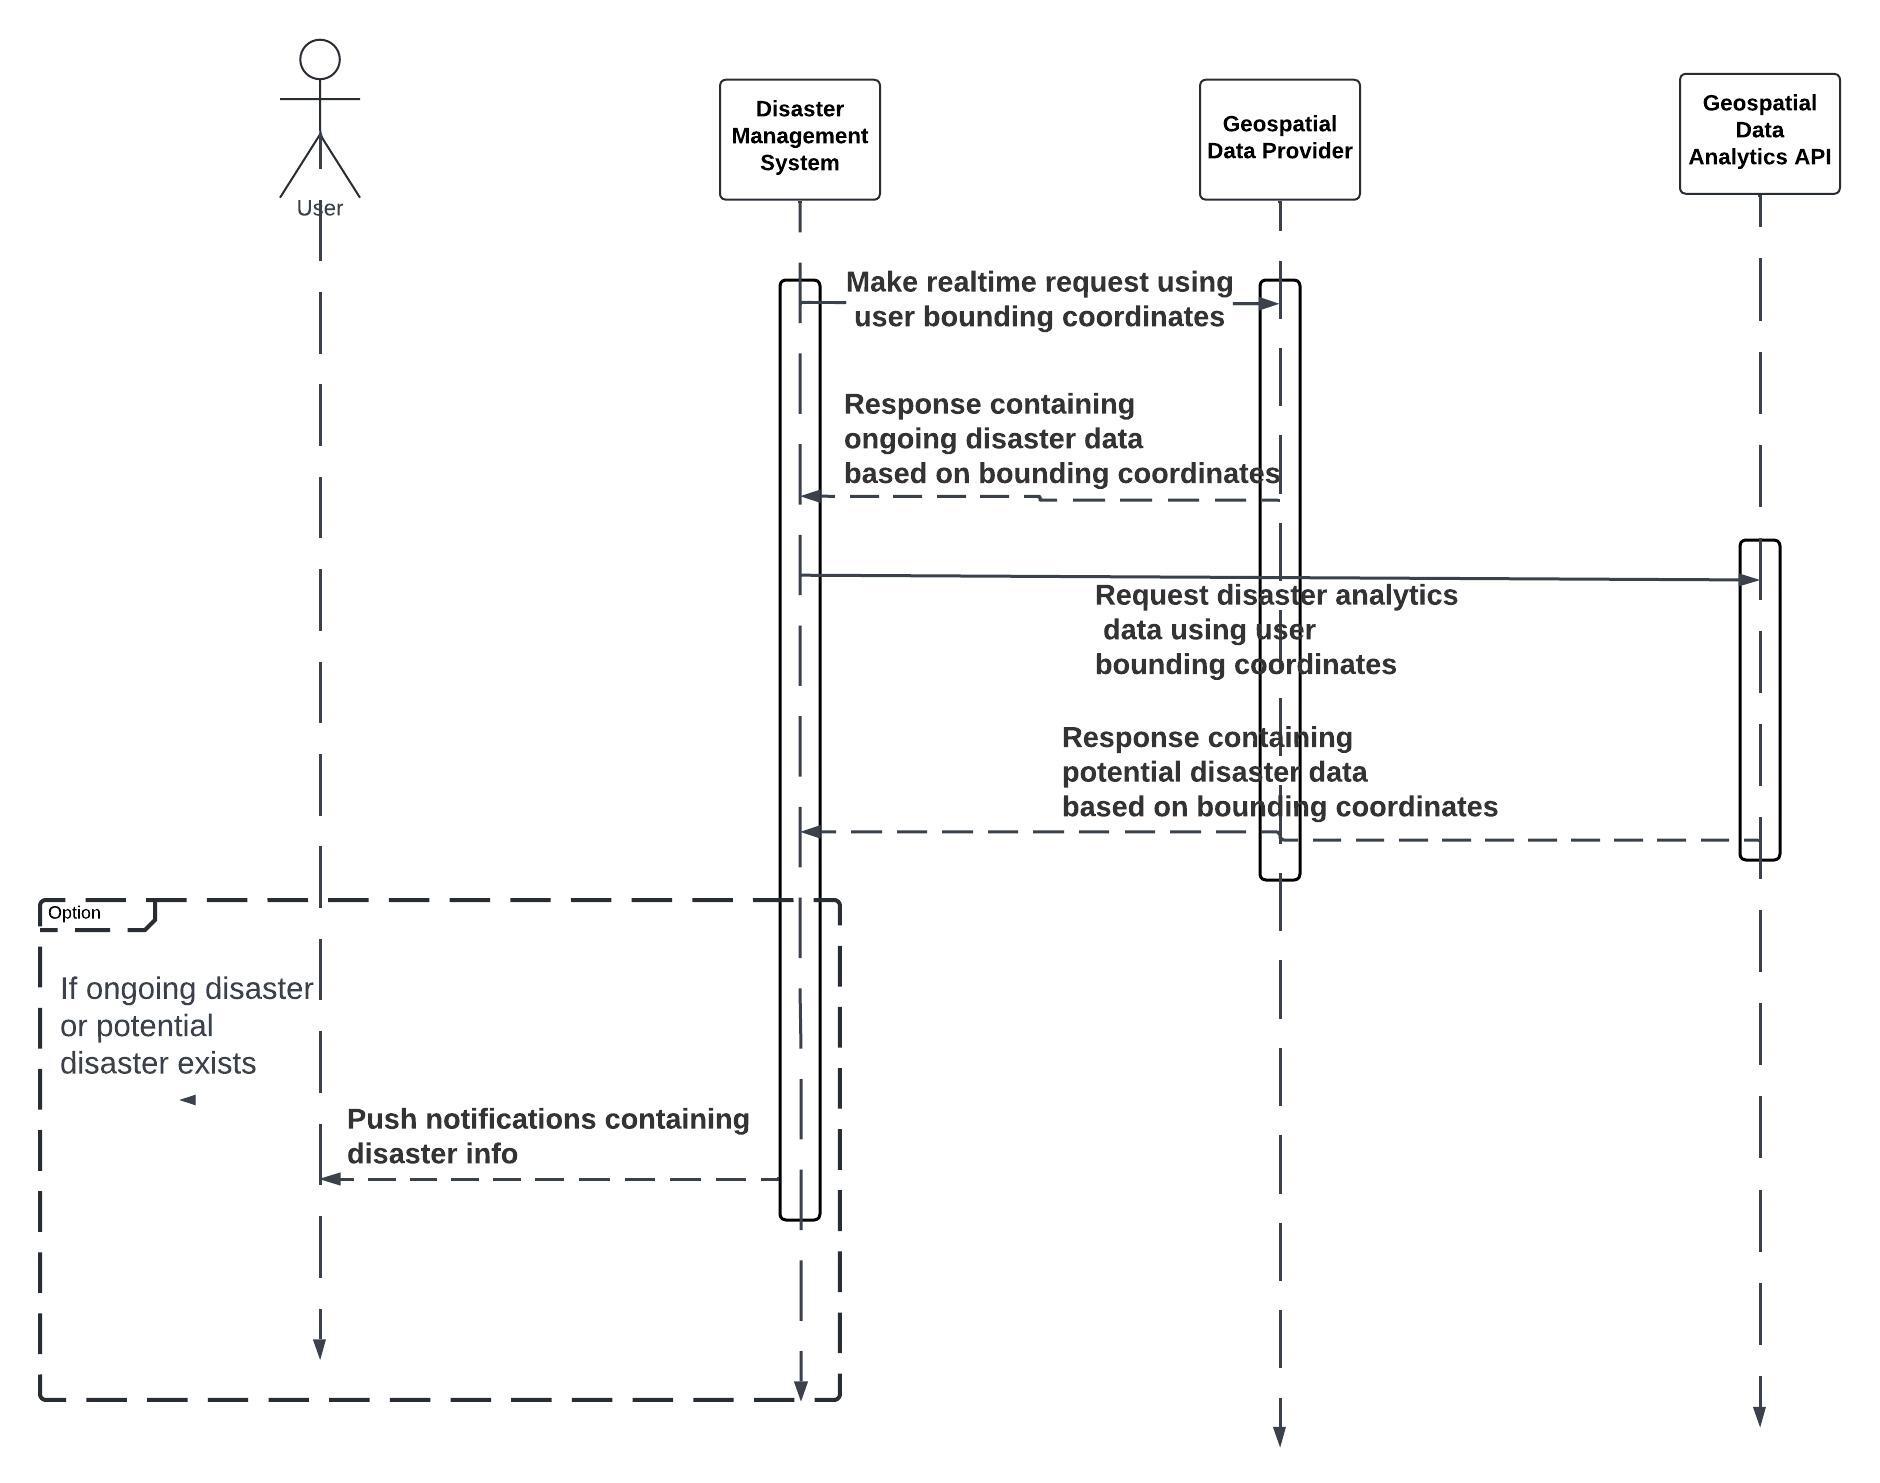 User
Disaster
Management
System
Geospatial
Data Provider
Geospatial
Data
Analytics API
Make realtime request using
user bounding coordinates
Response containing
ongoing disaster data
based on bounding coordinates
Request disaster analytics
data using user
bounding coordinates
Response containing
potential disaster data
based on bounding coordinates
Option
If ongoing disaster
or potential
disaster exists
Push notifications containing
disaster info